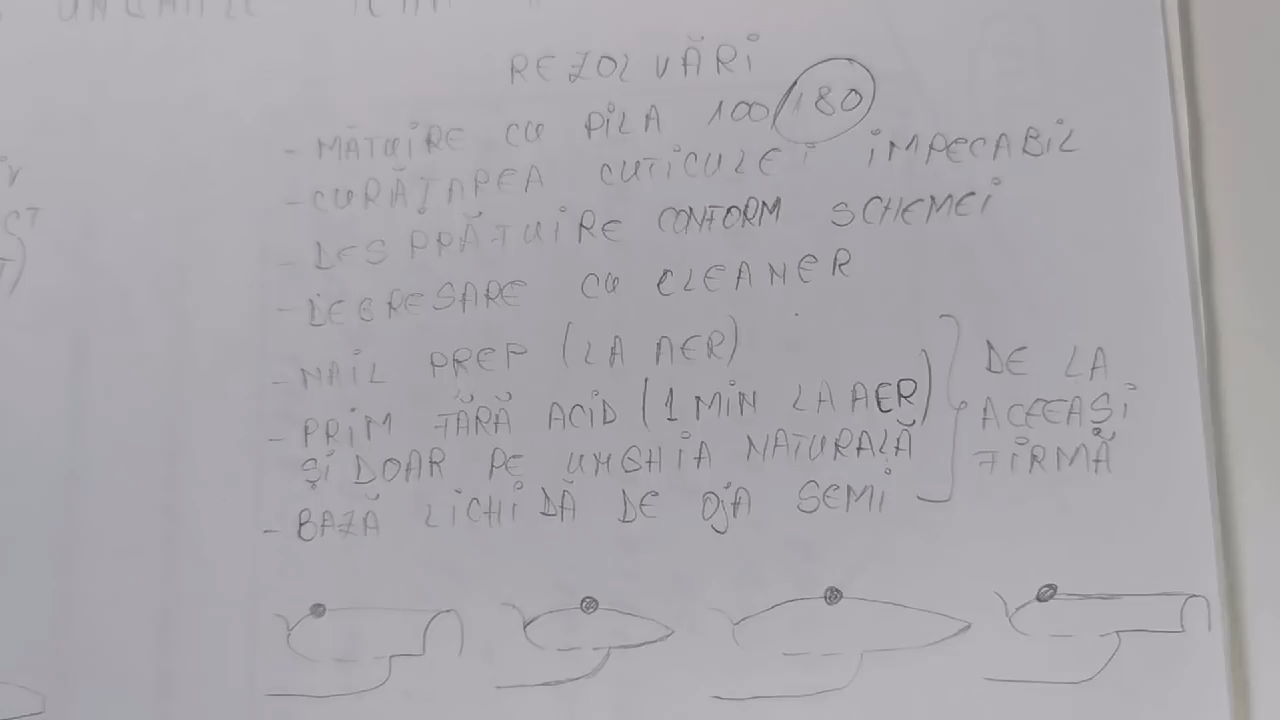 REZOLVĂRI
- MĂTUIRE CU PILA 100/180
- CURĂȚAREA CUTICULEI IMPECABIL
- DESPRĂFUIRE CONFORM SCHEMEI
- DEGRESARE CU CLEANER
- NAIL PREP (LA AER)
- PRIM FĂRĂ ACID (1 MIN LA AER)
ȘI DOAR PE UNGHIA NATURALĂ
- BAZĂ LICHIDĂ DE OJA SEMI
DE LA
ACEEAȘI
FIRMĂ